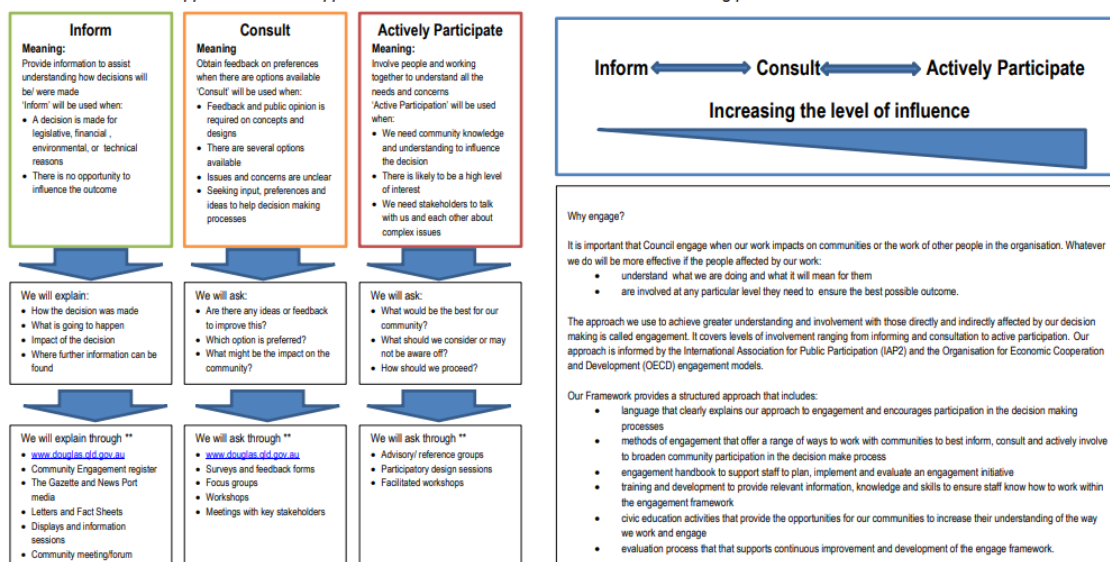 Inform
Meaning:
Provide information to assist
understanding how decisions will
be/ were made
‘Inform’ will be used when:
• A decision is made for
legislative, financial ,
environmental, or technical
reasons
• There is no opportunity to
influence the outcome
Consult
Meaning
Obtain feedback on preferences
when there are options available
‘Consult’ will be used when:
• Feedback and public opinion is
required on concepts and
designs
• There are several options
available
• Issues and concerns are unclear
• Seeking input, preferences and
ideas to help decision making
processes
Actively Participate
Meaning:
Involve people and working
together to understand all the
needs and concerns
‘Active Participation’ will be used
when:
• We need community knowledge
and understanding to influence
the decision
• There is likely to be a high level
of interest
• We need stakeholders to talk
with us and each other about
complex issues
We will explain:
• How the decision was made
• What is going to happen
• Impact of the decision
• Where further information can be
found
We will ask:
• Are there any ideas or feedback
to improve this?
• Which option is preferred?
• What might be the impact on the
community?
We will ask:
• What would be the best for our
community?
• What should we consider or may
not be aware off?
• How should we proceed?
We will explain through **
• www.douglas.qld.gov.au
• Community Engagement register
• The Gazette and News Port
media
• Letters and Fact Sheets
• Displays and information
sessions
• Community meeting/forum
We will ask through **
• www.douglas.qld.gov.au
• Surveys and feedback forms
• Focus groups
• Workshops
• Meetings with key stakeholders
We will ask through **
• Advisory/ reference groups
• Participatory design sessions
• Facilitated workshops
Inform Consult Actively Participate
Increasing the level of influence
Why engage?
It is important that Council engage when our work impacts on communities or the work of other people in the organisation. Whatever
we do will be more effective if the people affected by our work:
• understand what we are doing and what it will mean for them
• are involved at any particular level they need to ensure the best possible outcome.
The approach we use to achieve greater understanding and involvement with those directly and indirectly affected by our decision
making is called engagement. It covers levels of involvement ranging from informing and consultation to active participation. Our
approach is informed by the International Association for Public Participation (IAP2) and the Organisation for Economic Cooperation
and Development (OECD) engagement models.
Our Framework provides a structured approach that includes:
• language that clearly explains our approach to engagement and encourages participation in the decision making
processes
• methods of engagement that offer a range of ways to work with communities to best inform, consult and actively involve
to broaden community participation in the decision make process
• engagement handbook to support staff to plan, implement and evaluate an engagement initiative
• training and development to provide relevant information, knowledge and skills to ensure staff know how to work within
the engagement framework
• civic education activities that provide the opportunities for our communities to increase their understanding of the way
we work and engage
• evaluation process that that supports continuous improvement and development of the engage framework.